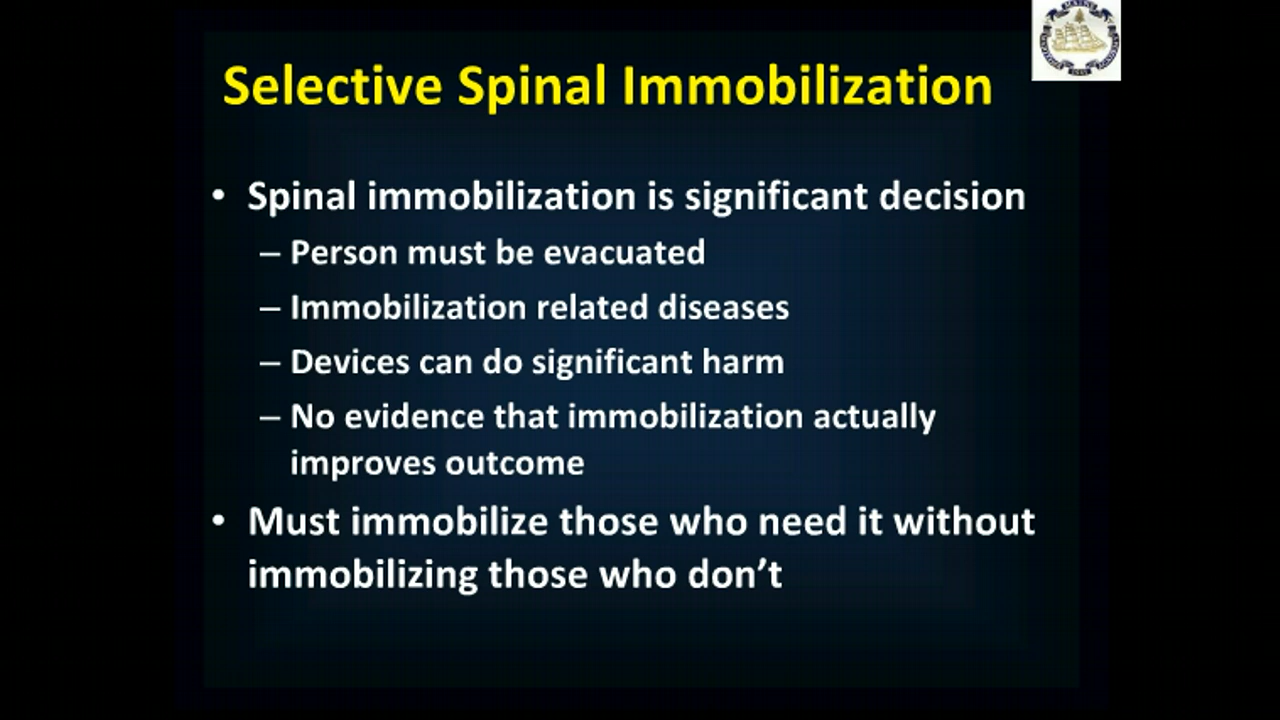 Selective Spinal Immobilization
• Spinal immobilization is significant decision
– Person must be evacuated
– Immobilization related diseases
– Devices can do significant harm
– No evidence that immobilization actually
improves outcome
• Must immobilize those who need it without
immobilizing those who don’t